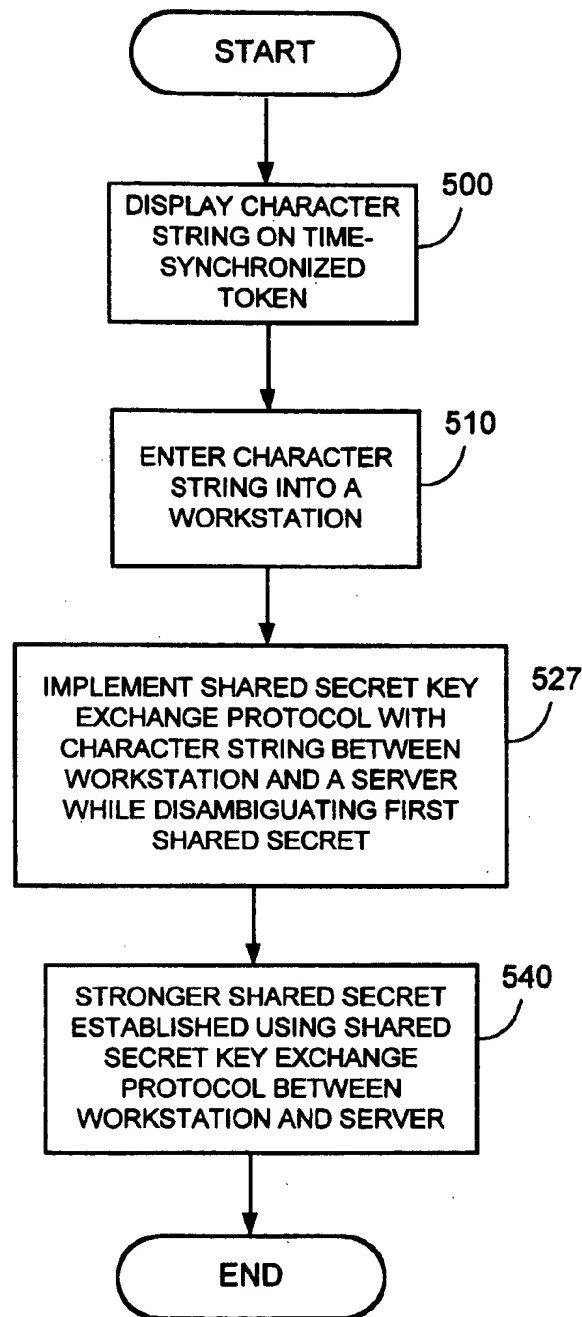 START
500
DISPLAY CHARACTER
STRING ON TIME-
SYNCHRONIZED
TOKEN
510
ENTER CHARACTER
STRING INTO A
WORKSTATION
527
IMPLEMENT SHARED SECRET KEY
EXCHANGE PROTOCOL WITH
CHARACTER STRING BETWEEN
WORKSTATION AND A SERVER
WHILE DISAMBIGUATING FIRST
SHARED SECRET
540
STRONGER SHARED SECRET
ESTABLISHED USING SHARED
SECRET KEY EXCHANGE
PROTOCOL BETWEEN
WORKSTATION AND SERVER
END